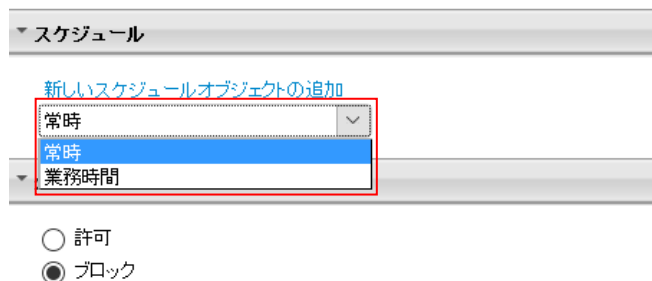 スケジュール
新しいスケジュールオブジェクトの追加
常時
常時
業務時間
許可
ブロック